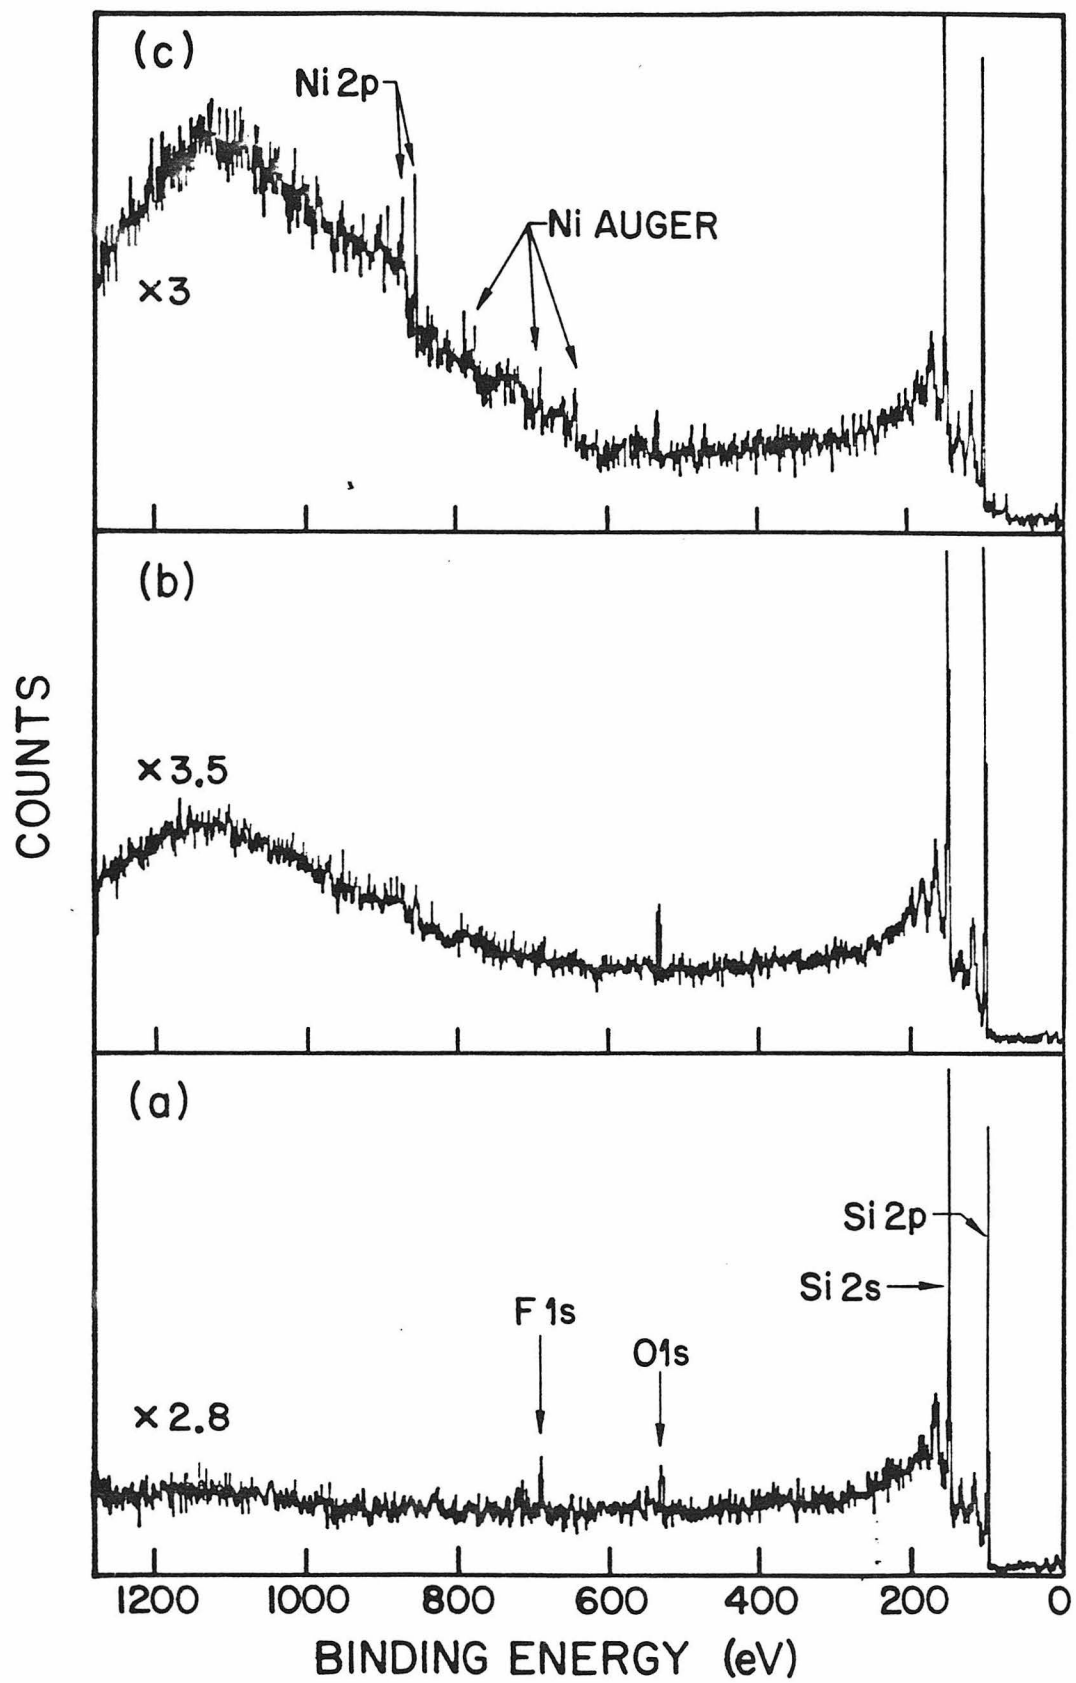 (c)
Ni 2p
Ni AUGER
×3
(b)
×3.5
COUNTS
(a)
Si 2p
Si 2s
F 1s
O1s
×2.8
1200 1000 800 600 400 200 0
BINDING ENERGY (eV)